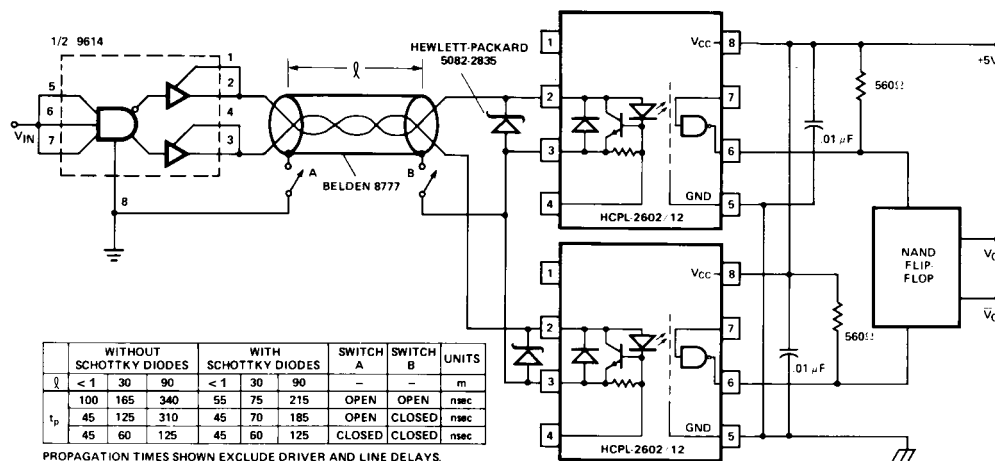 1/2 9614
5
6
7
V_IN
1
2
4
3
8
ℓ
A
B
BELDEN 8777
HEWLETT-PACKARD
5082-2835
1
2
3
4
V_CC
8
7
6
GND
5
HCPL-2602/12
560Ω
.01 μF
+5V
1
2
3
4
V_CC
8
7
6
GND
5
HCPL-2602/12
560Ω
.01 μF
NAND
FLIP-
FLOP
WITHOUT SCHOTTKY DIODES WITH SCHOTTKY DIODES SWITCH A SWITCH B UNITS
ℓ < 1 30 90 < 1 30 90 – – m
t_p 100 165 340 55 75 215 OPEN OPEN nsec
45 125 310 45 70 185 OPEN CLOSED nsec
45 60 125 45 60 125 CLOSED CLOSED nsec
PROPAGATION TIMES SHOWN EXCLUDE DRIVER AND LINE DELAYS.